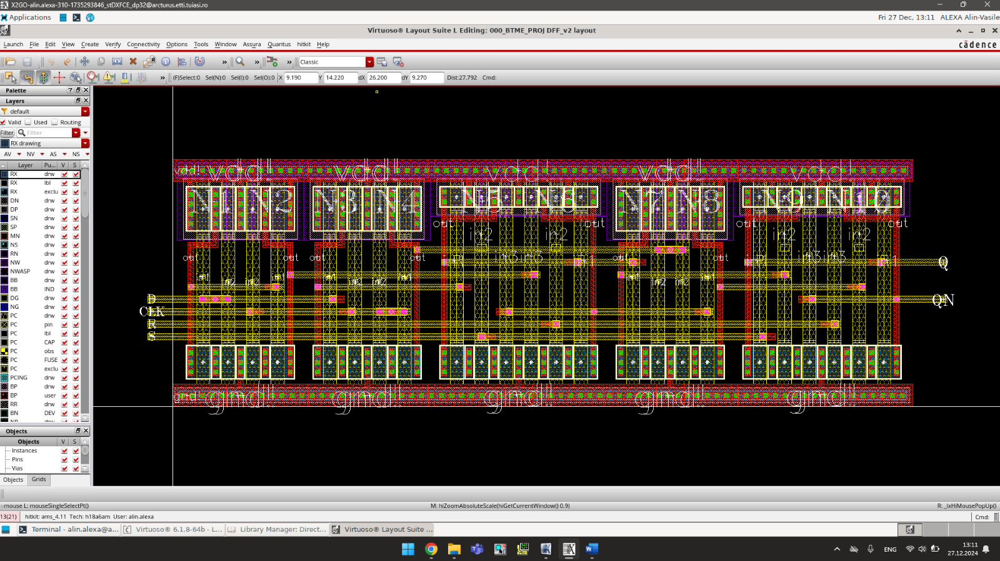 X2GO-alin.alexa-310-1735293846_stDXFCE_dp32@arcturus.etti.tuiasi.ro
Applications
Fri 27 Dec, 13:11 ALEXA Alin-Vasile
Virtuoso® Layout Suite L Editing: 000_BTME_PROJ DFF_v2 layout
Launch File Edit View Create Verify Connectivity Options Tools Window Assura Quantus hitkit Help
cādence
» » » Classic
» (F)Select:0 Sel(N):0 Sel(I):0 Sel(O):0 X 9.190 Y 14.220 dX 26.200 dY 9.270 Dist:27.792 Cmd:
Palette
Layers
default
Valid Used Routing
Filter Filter
RX drawing
AV NV AS NS
Layer Pu... V S
RX drw
RX lbl
RX exclu
DN drw
DP drw
SN drw
SP drw
MN drw
NS drw
RN drw
NW drw
NWASP drw
BB drw
BB IND
DG drw
NG drw
PC drw
PC pin
PC lbl
PC CAP
PC obs
PC FUSE
PC exclu
PCING drw
BP drw
BP user
RR drw
BN DEV
Objects
Objects V S
Instances
Pins
Vias
Objects Grids
vdd! vdd! vdd! vdd! vdd! vdd!
N1 N2 N3 N4 N5 N6 N7 N8 N9 N10
out out out out
in2 in2 in2 in2
out out out out out
in1 in3 in3 in1 in1 in3 in3 in1
Q
in1 in2 in2 in1 in1 in2 in2 in1 in1 in2 in2 in1
D
QN
CLK
R
S
gnd! gnd! gnd! gnd! gnd! gnd!
mouse L: mouseSingleSelectPt() M: hiZoomAbsoluteScale(hiGetCurrentWindow() 0.9) R: _lxHiMousePopUp()
13(21) hitkit: ams_4.11 Tech: h18a6am User: alin.alexa Cmd:
Terminal - alin.alexa@a... Virtuoso® 6.1.8-64b - L... Library Manager: Direct... Virtuoso® Layout Suite ...
ENG
13:11
27.12.2024